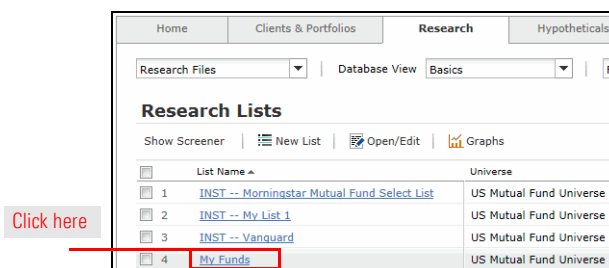 Home Clients & Portfolios Research Hypotheticals
Research Files Database View Basics
Research Lists
Show Screener New List Open/Edit Graphs
List Name Universe
1 INST -- Morningstar Mutual Fund Select List US Mutual Fund Universe
2 INST -- My List 1 US Mutual Fund Universe
Click here
3 INST -- Vanguard US Mutual Fund Universe
4 My Funds US Mutual Fund Universe